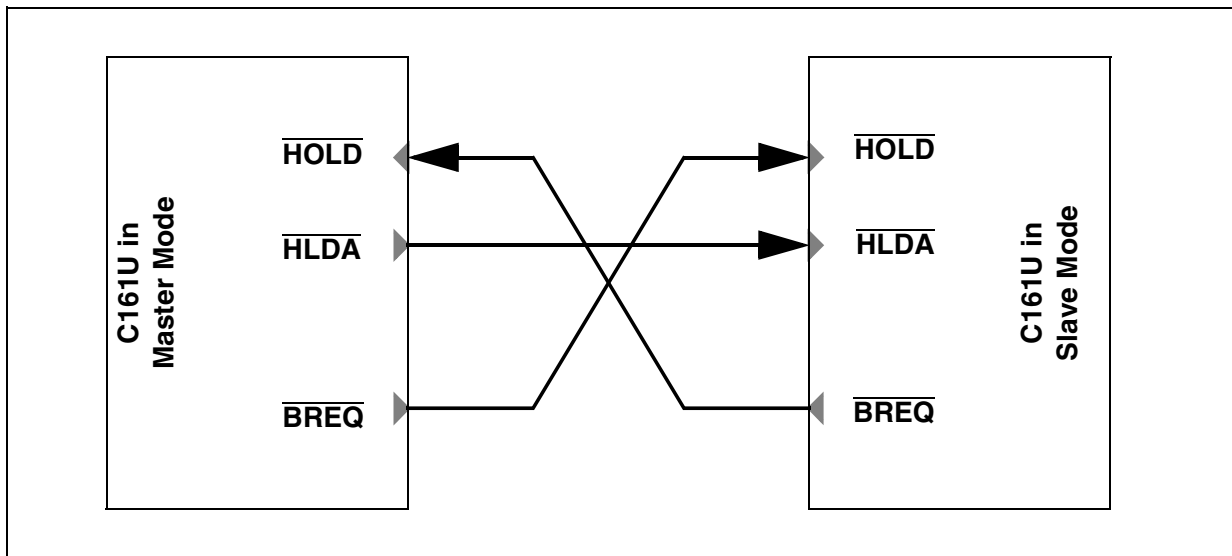 C161U in
Master Mode
HOLD
HLDA
BREQ
HOLD
HLDA
BREQ
C161U in
Slave Mode